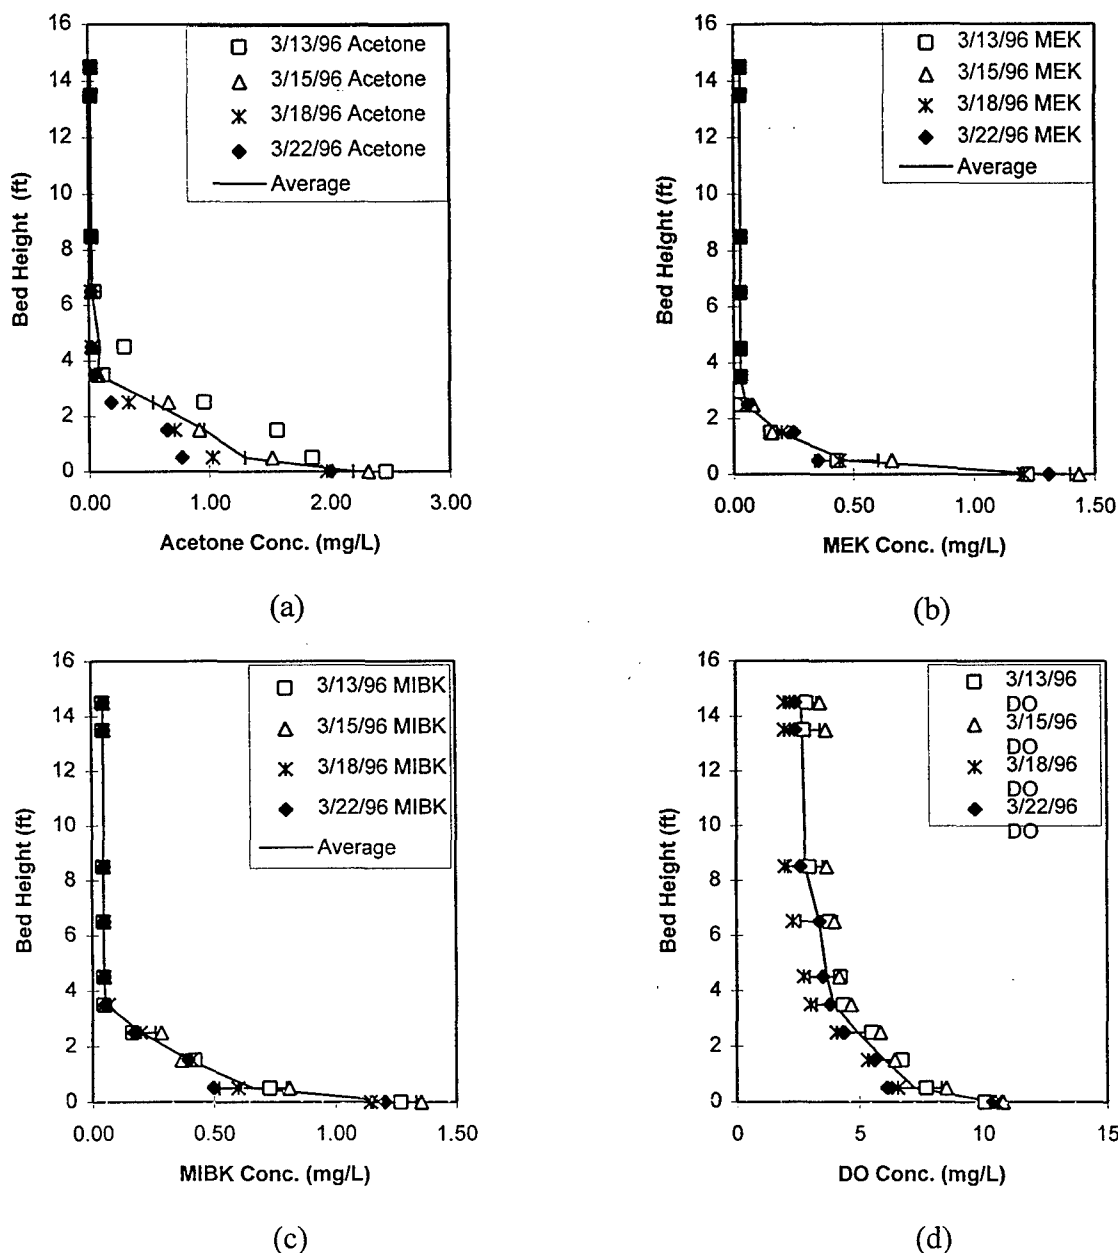 16
14
12
10
8
6
4
2
0
Bed Height (ft)
3/13/96 Acetone
3/15/96 Acetone
3/18/96 Acetone
3/22/96 Acetone
Average
0.00 1.00 2.00 3.00
Acetone Conc. (mg/L)
(a)
16
14
12
10
8
6
4
2
0
Bed Height (ft)
3/13/96 MEK
3/15/96 MEK
3/18/96 MEK
3/22/96 MEK
Average
0.00 0.50 1.00 1.50
MEK Conc. (mg/L)
(b)
16
14
12
10
8
6
4
2
0
Bed Height (ft)
3/13/96 MIBK
3/15/96 MIBK
3/18/96 MIBK
3/22/96 MIBK
Average
0.00 0.50 1.00 1.50
MIBK Conc. (mg/L)
(c)
16
14
12
10
8
6
4
2
0
Bed Height (ft)
3/13/96
DO
3/15/96
DO
3/18/96
DO
3/22/96
DO
0 5 10 15
DO Conc. (mg/L)
(d)